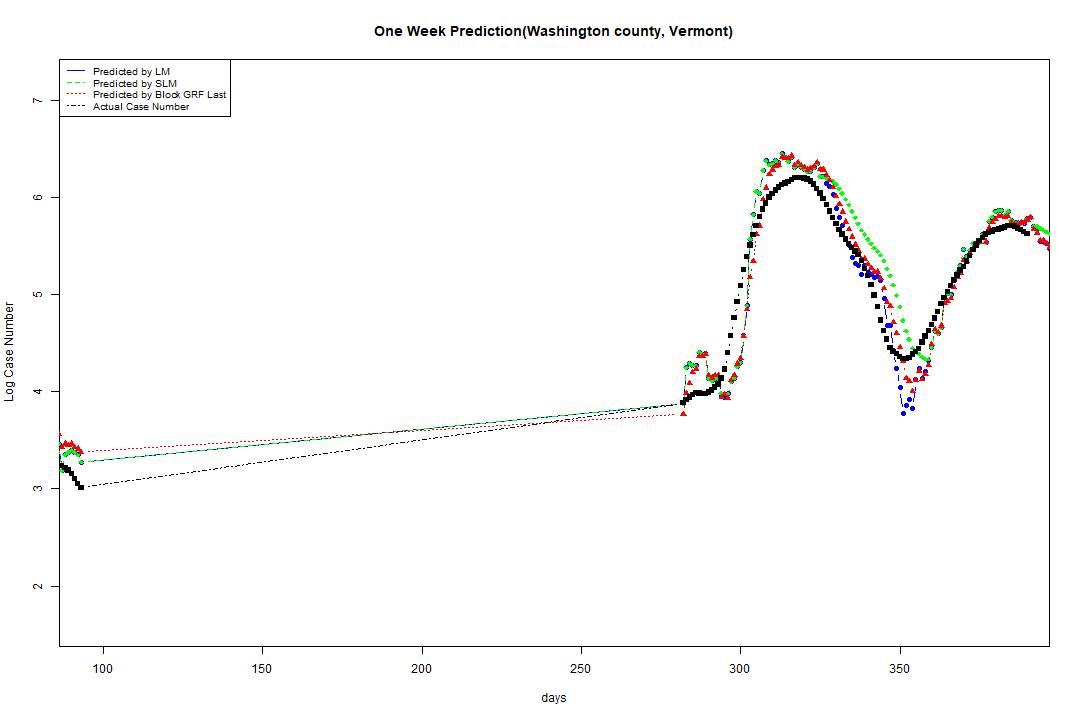 One Week Prediction(Washington county, Vermont)
Predicted by LM
Predicted by SLM
Predicted by Block GRF Last
Actual Case Number
Log Case Number
7
6
5
4
3
2
100 150 200 250 300 350
days